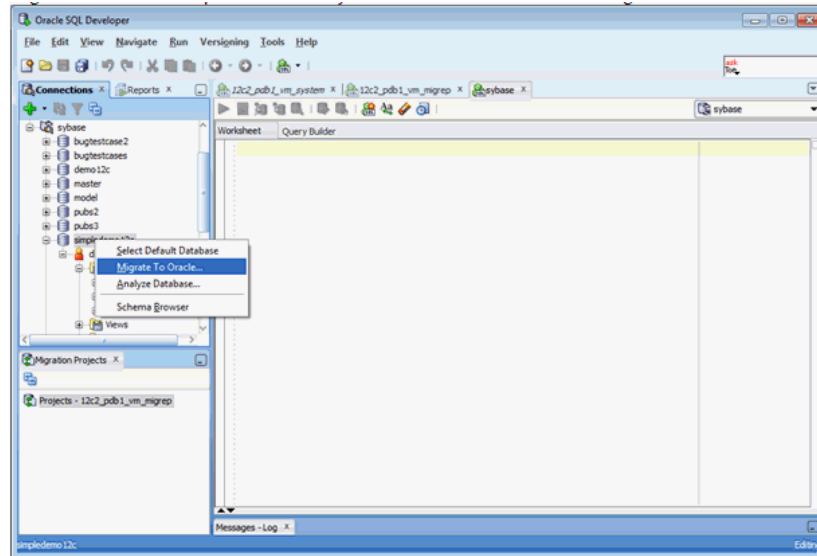 Oracle SQL Developer
File Edit View Navigate Run Versioning Tools Help
Connections Reports
12c2_pdb1_vm_system 12c2_pdb1_vm_migrep sybase
sybase
Worksheet Query Builder
sybase
bugtestcase2
bugtestcases
demo12c
master
model
pubs2
pubs3
Select Default Database
Migrate To Oracle...
Analyze Database...
Schema Browser
Views
Migration Projects
Projects - 12c2_pdb1_vm_migrep
Messages - Log
simpledemo12c